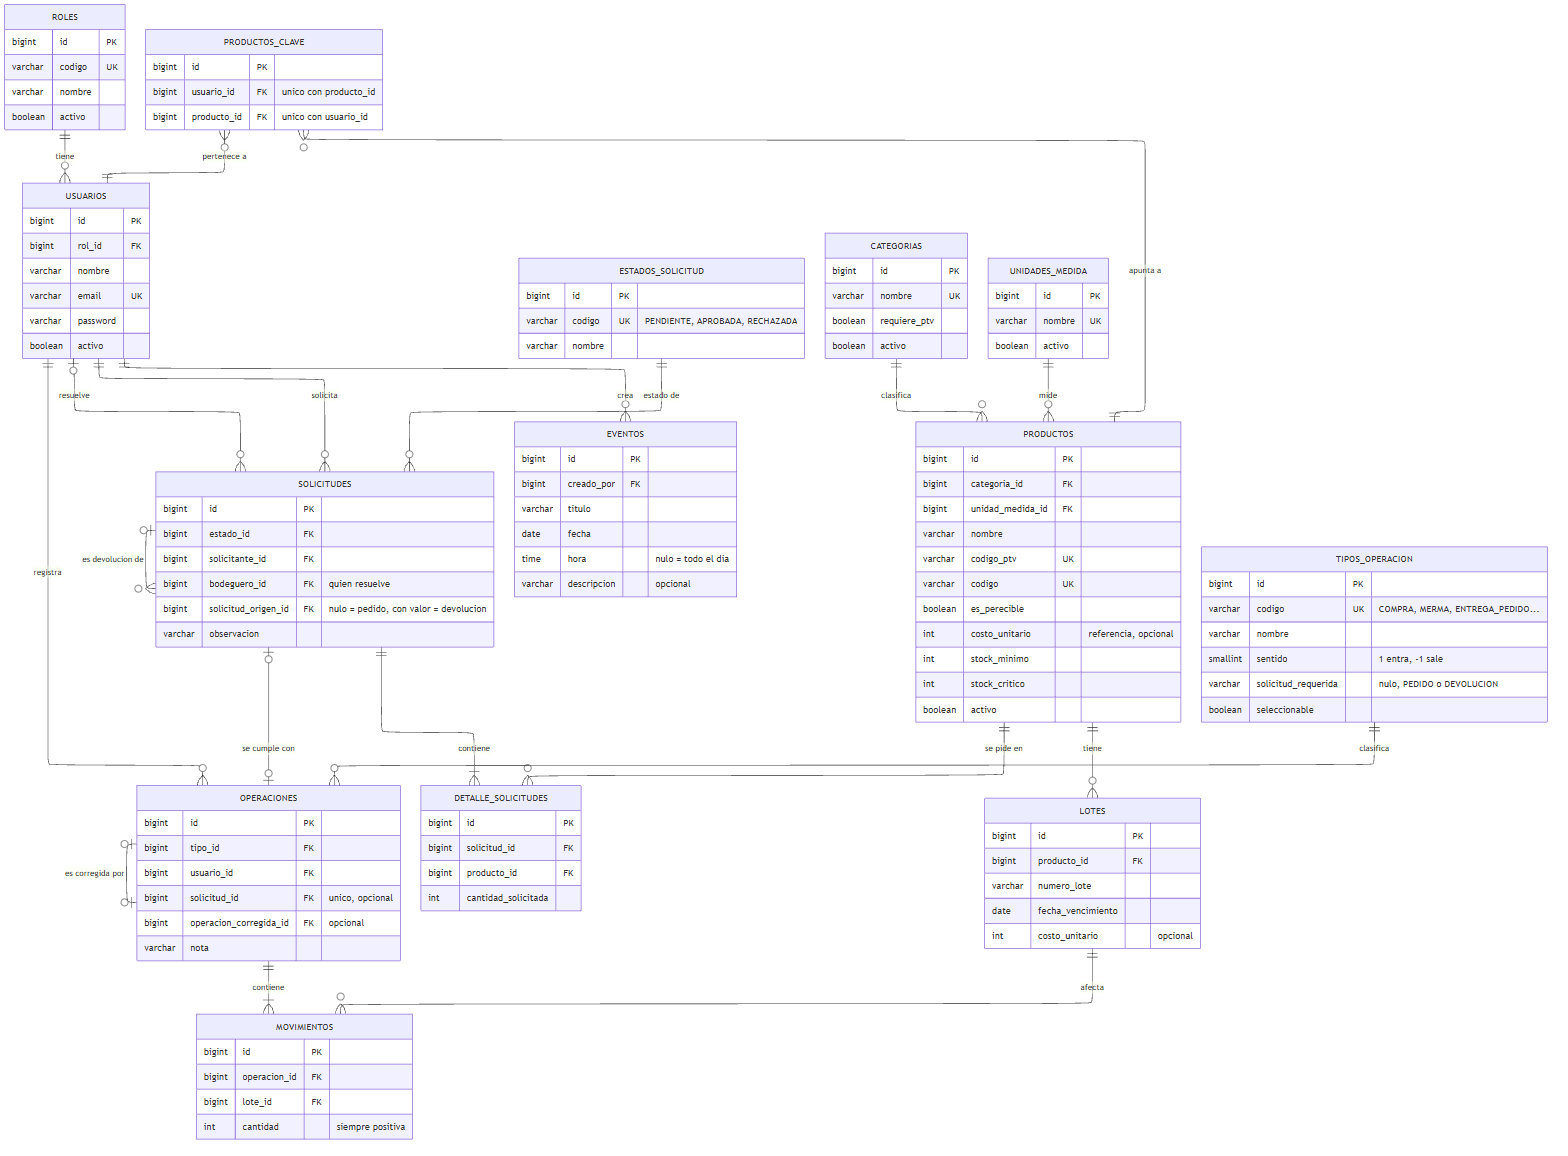 ROLES
bigint id PK
varchar codigo UK
varchar nombre
boolean activo
PRODUCTOS_CLAVE
bigint id PK
bigint usuario_id FK unico con producto_id
bigint producto_id FK unico con usuario_id
tiene
pertenece a
USUARIOS
bigint id PK
bigint rol_id FK
varchar nombre
varchar email UK
varchar password
boolean activo
ESTADOS_SOLICITUD
bigint id PK
varchar codigo UK PENDIENTE, APROBADA, RECHAZADA
varchar nombre
CATEGORIAS
bigint id PK
varchar nombre UK
boolean requiere_ptv
boolean activo
UNIDADES_MEDIDA
bigint id PK
varchar nombre UK
boolean activo
apunta a
resuelve
solicita
crea
estado de
clasifica
mide
EVENTOS
bigint id PK
bigint creado_por FK
varchar titulo
date fecha
time hora nulo = todo el dia
varchar descripcion opcional
PRODUCTOS
bigint id PK
bigint categoria_id FK
bigint unidad_medida_id FK
varchar nombre
varchar codigo_ptv UK
varchar codigo UK
boolean es_perecible
int costo_unitario referencia, opcional
int stock_minimo
int stock_critico
boolean activo
SOLICITUDES
bigint id PK
bigint estado_id FK
bigint solicitante_id FK
bigint bodeguero_id FK quien resuelve
bigint solicitud_origen_id FK nulo = pedido, con valor = devolucion
varchar observacion
es devolucion de
registra
TIPOS_OPERACION
bigint id PK
varchar codigo UK COMPRA, MERMA, ENTREGA_PEDIDO...
varchar nombre
smallint sentido 1 entra, -1 sale
varchar solicitud_requerida nulo, PEDIDO o DEVOLUCION
boolean seleccionable
se cumple con
contiene
se pide en
tiene
clasifica
OPERACIONES
bigint id PK
bigint tipo_id FK
bigint usuario_id FK
bigint solicitud_id FK unico, opcional
bigint operacion_corregida_id FK opcional
varchar nota
es corregida por
DETALLE_SOLICITUDES
bigint id PK
bigint solicitud_id FK
bigint producto_id FK
int cantidad_solicitada
LOTES
bigint id PK
bigint producto_id FK
varchar numero_lote
date fecha_vencimiento
int costo_unitario opcional
contiene
afecta
MOVIMIENTOS
bigint id PK
bigint operacion_id FK
bigint lote_id FK
int cantidad siempre positiva